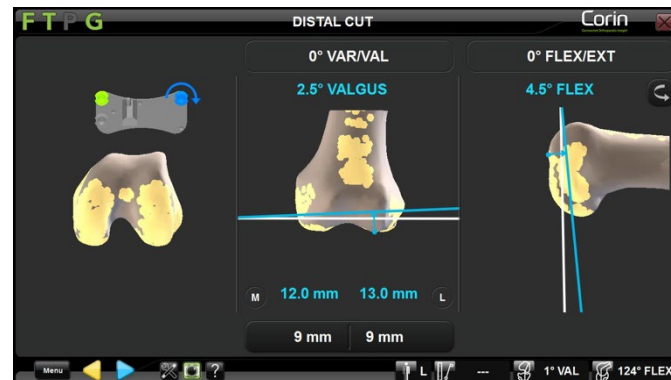 F T P G
DISTAL CUT
Corin
0° VAR/VAL
0° FLEX/EXT
2.5° VALGUS
4.5° FLEX
M
12.0 mm
13.0 mm
L
9 mm
9 mm
Menu
?
L
---
1° VAL
124° FLEX